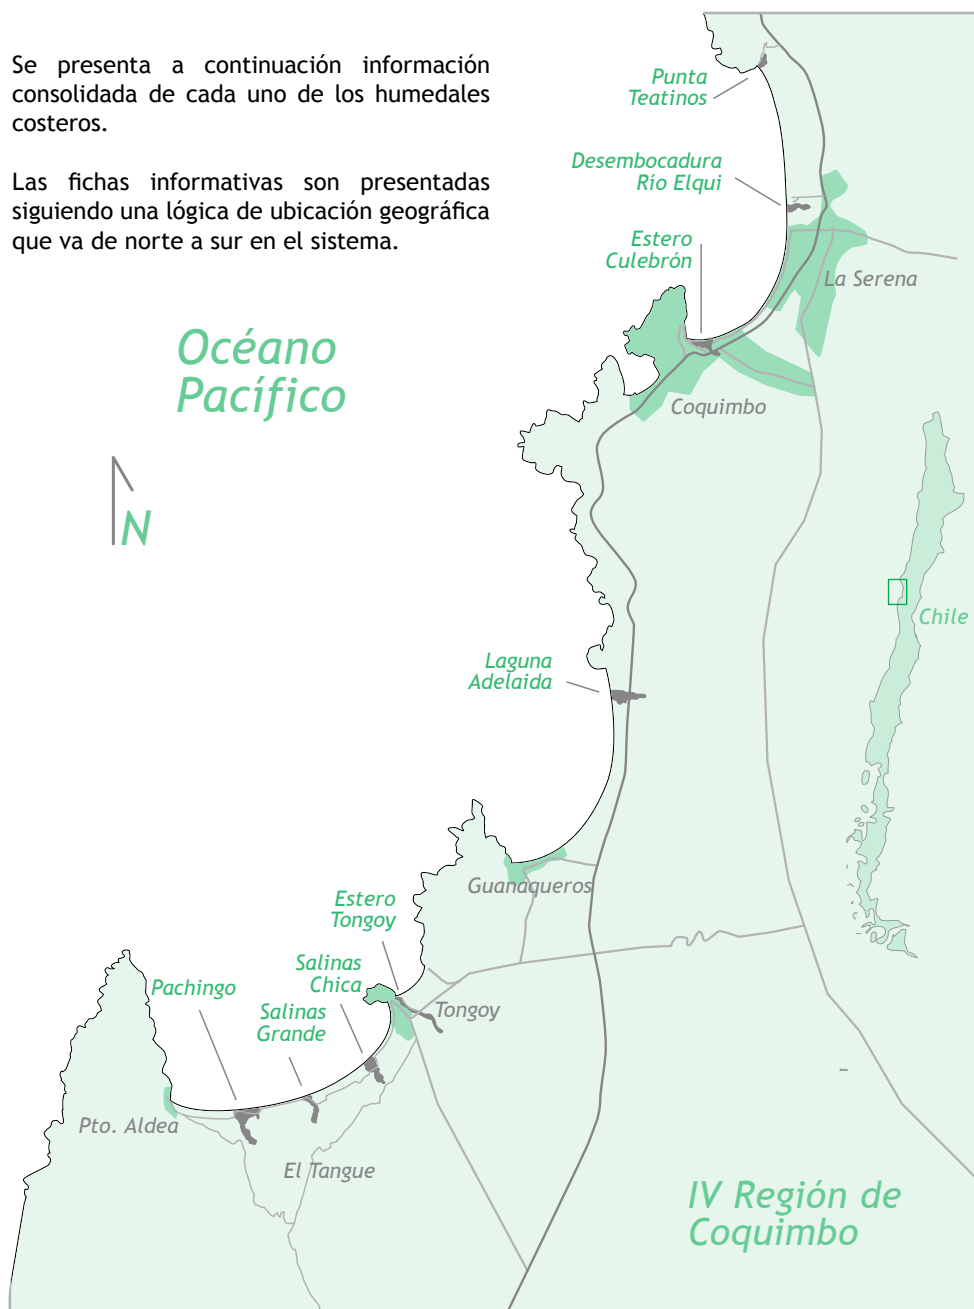 Se presenta a continuación información
consolidada de cada uno de los humedales
costeros.
Las fichas informativas son presentadas
siguiendo una lógica de ubicación geográfica
que va de norte a sur en el sistema.
Punta
Teatinos
Desembocadura
Río Elqui
Estero
Culebrón
La Serena
Océano
Pacífico
Coquimbo
N
Chile
Laguna
Adelaida
Guanaqueros
Estero
Tongoy
Salinas
Chica
Pachingo
Salinas
Grande
Tongoy
Pto. Aldea
El Tangue
IV Región de
Coquimbo